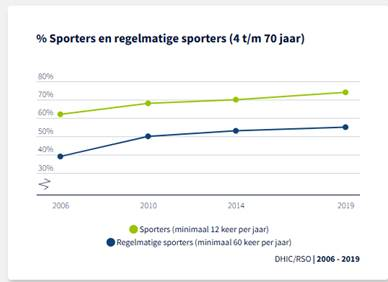 % Sporters en regelmatige sporters (4 t/m 70 jaar)
80%
70%
60%
50%
40%
30%
2006 2010 2014 2019
Sporters (minimaal 12 keer per jaar)
Regelmatige sporters (minimaal 60 keer per jaar)
DHIC/RSO | 2006 - 2019